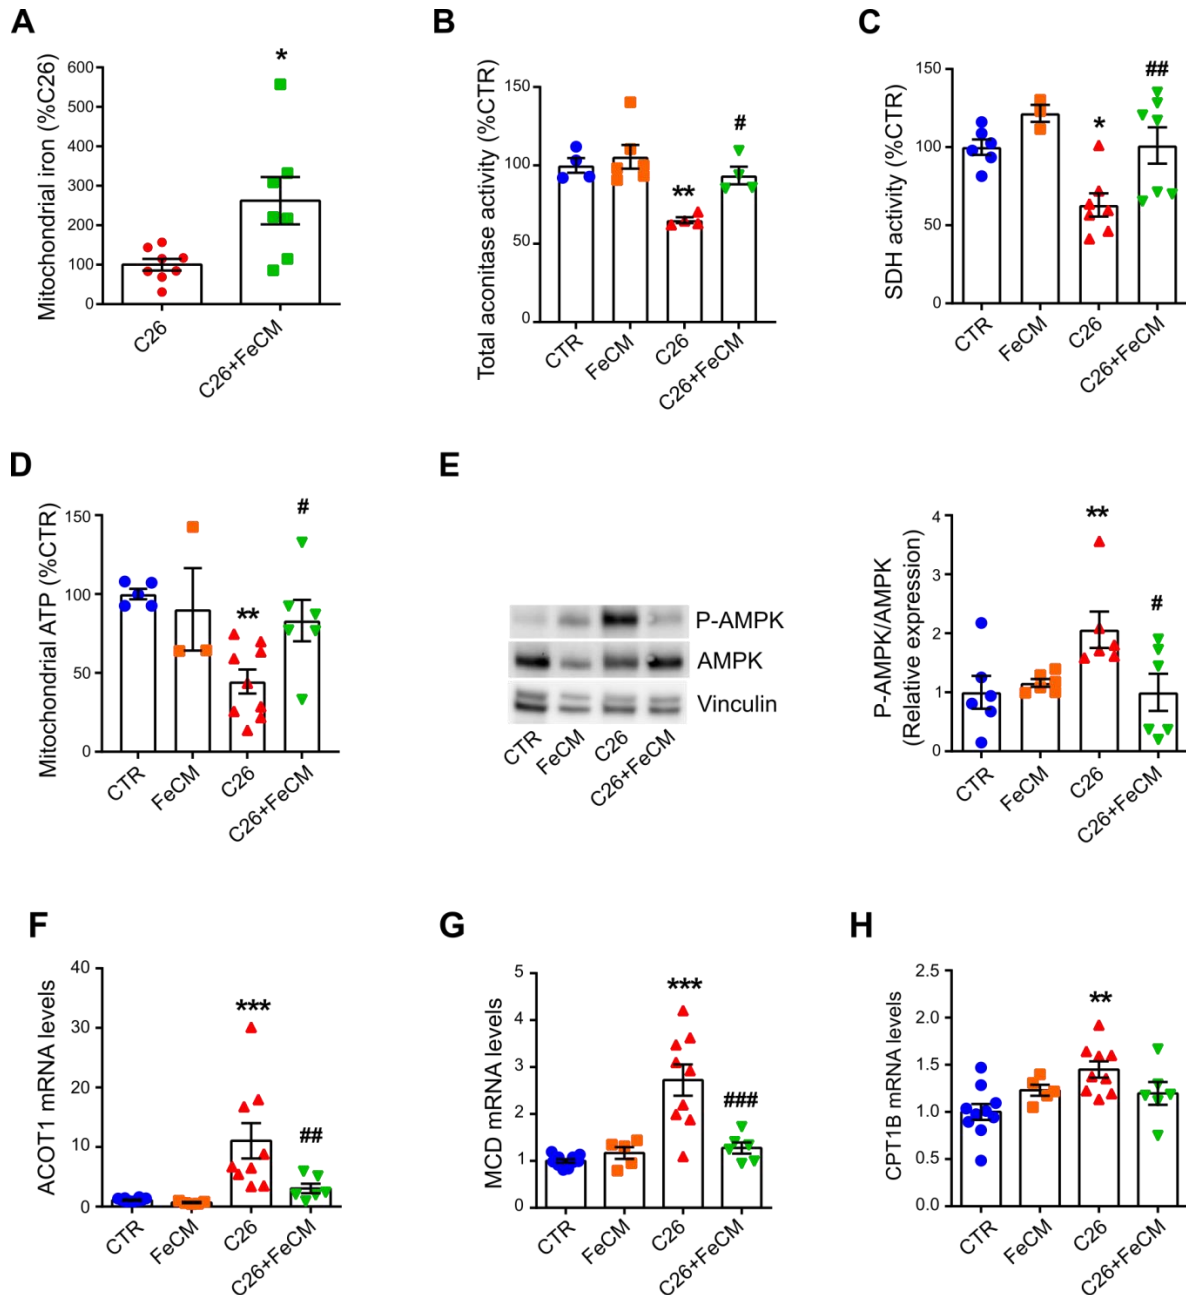 A
Mitochondrial iron (%C26)
600
500
400
300
200
100
0
*
C26
C26+FeCM
B
Total aconitase activity (%CTR)
150
100
50
0
**
#
CTR
FeCM
C26
C26+FeCM
C
SDH activity (%CTR)
150
100
50
0
*
##
CTR
FeCM
C26
C26+FeCM
D
Mitochondrial ATP (%CTR)
150
100
50
0
**
#
CTR
FeCM
C26
C26+FeCM
E
P-AMPK
AMPK
Vinculin
CTR
FeCM
C26
C26+FeCM
P-AMPK/AMPK
(Relative expression)
4
3
2
1
0
**
#
CTR
FeCM
C26
C26+FeCM
F
ACOT1 mRNA levels
40
30
20
10
0
***
##
CTR
FeCM
C26
C26+FeCM
G
MCD mRNA levels
5
4
3
2
1
0
***
###
CTR
FeCM
C26
C26+FeCM
H
CPT1B mRNA levels
2.5
2.0
1.5
1.0
0.5
0.0
**
CTR
FeCM
C26
C26+FeCM